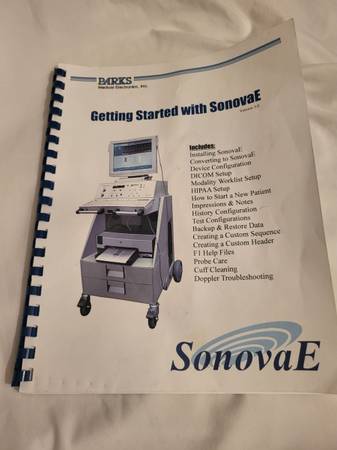 PARKS
Medical Electronics, Inc.
Getting Started with SonovaE
Includes:
Installing SonovaE
Converting to SonovaE
Device Configuration
DICOM Setup
Modality Worklist Setup
HIPAA Setup
How to Start a New Patient
Impressions & Notes
History Configuration
Test Configurations
Backup & Restore Data
Creating a Custom Sequence
Creating a Custom Header
F1 Help Files
Probe Care
Cuff Cleaning
Doppler Troubleshooting
SonovaE